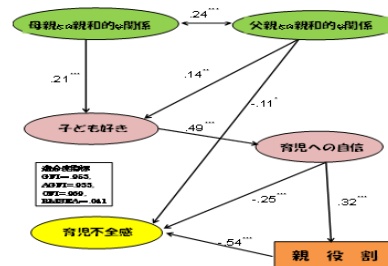 .24***
母親との親和的な関係
父親との親和的な関係
.21***
.14**
-.11*
子ども好き
.49***
育児への自信
適合度指標
GFI=.953,
AGFI=.933,
CFI=.959,
RMSEA=.041
-.25***
.32***
育児不全感
-.54***
親 役 割